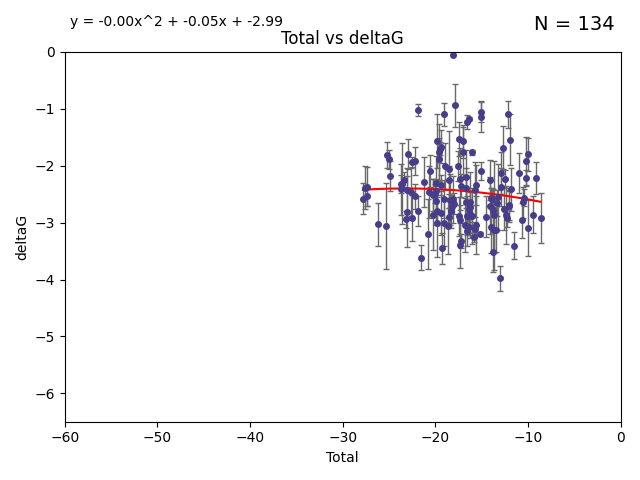 y = -0.00x^2 + -0.05x + -2.99
N = 134
Total vs deltaG
0
−1
−2
−3
−4
−5
−6
deltaG
−60 −50 −40 −30 −20 −10 0
Total